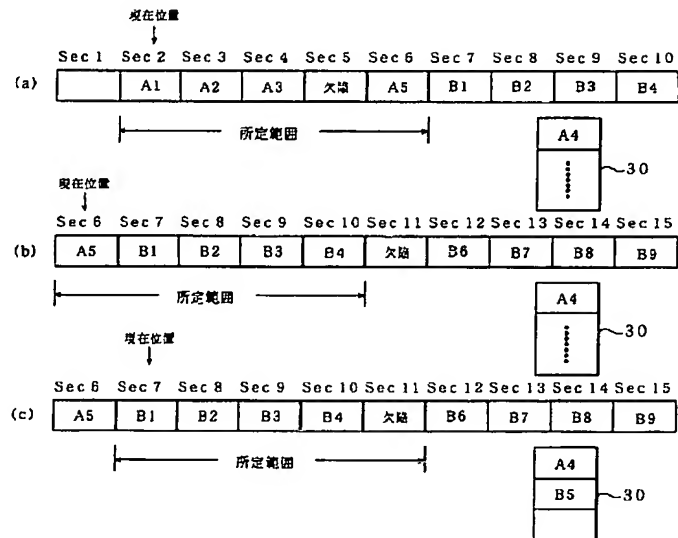 現在位置
Sec 1 Sec 2 Sec 3 Sec 4 Sec 5 Sec 6 Sec 7 Sec 8 Sec 9 Sec 10
(a) A1 A2 A3 欠陥 A5 B1 B2 B3 B4
所定範囲
A4
30
現在位置
Sec 6 Sec 7 Sec 8 Sec 9 Sec 10 Sec 11 Sec 12 Sec 13 Sec 14 Sec 15
(b) A5 B1 B2 B3 B4 欠陥 B6 B7 B8 B9
所定範囲
A4
30
現在位置
Sec 6 Sec 7 Sec 8 Sec 9 Sec 10 Sec 11 Sec 12 Sec 13 Sec 14 Sec 15
(c) A5 B1 B2 B3 B4 欠陥 B6 B7 B8 B9
所定範囲
A4
B5
30